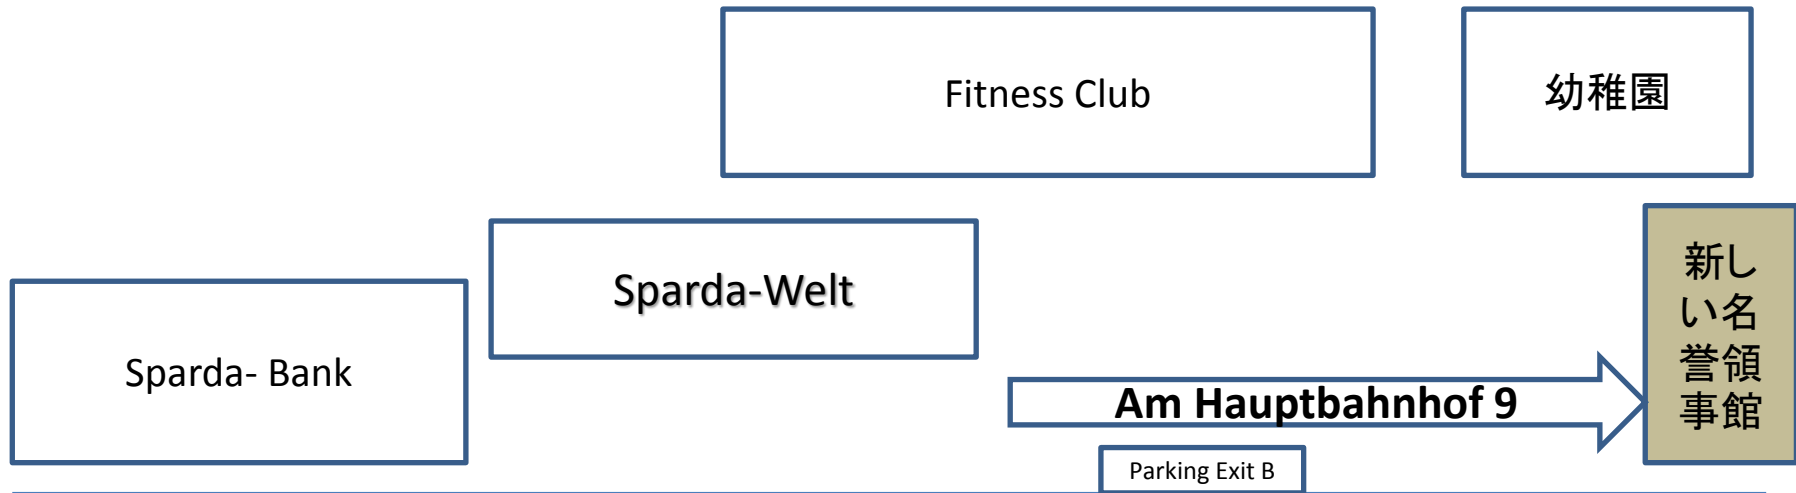 Fitness Club
幼稚園
Sparda-Welt
Sparda- Bank
Am Hauptbahnhof 9
新し
い名
誉領
事館
Parking Exit B